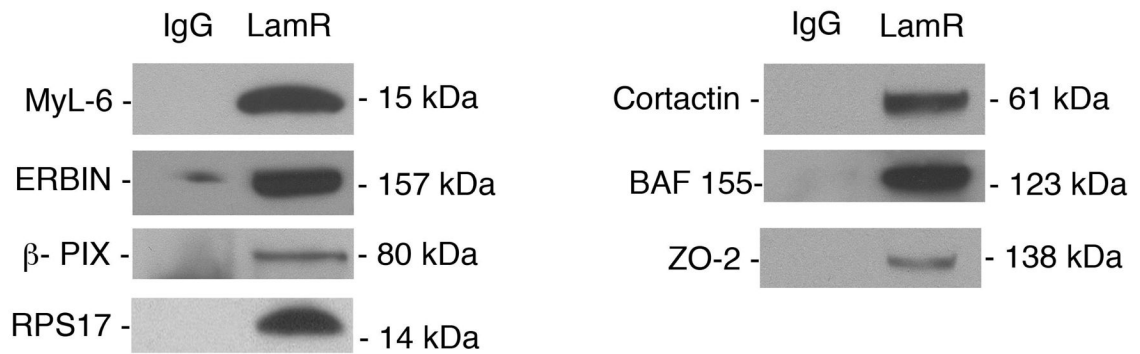 IgG LamR
MyL-6 - - 15 kDa
ERBIN - - 157 kDa
β- PIX - - 80 kDa
RPS17 - - 14 kDa
IgG LamR
Cortactin - - 61 kDa
BAF 155- - 123 kDa
ZO-2 - - 138 kDa